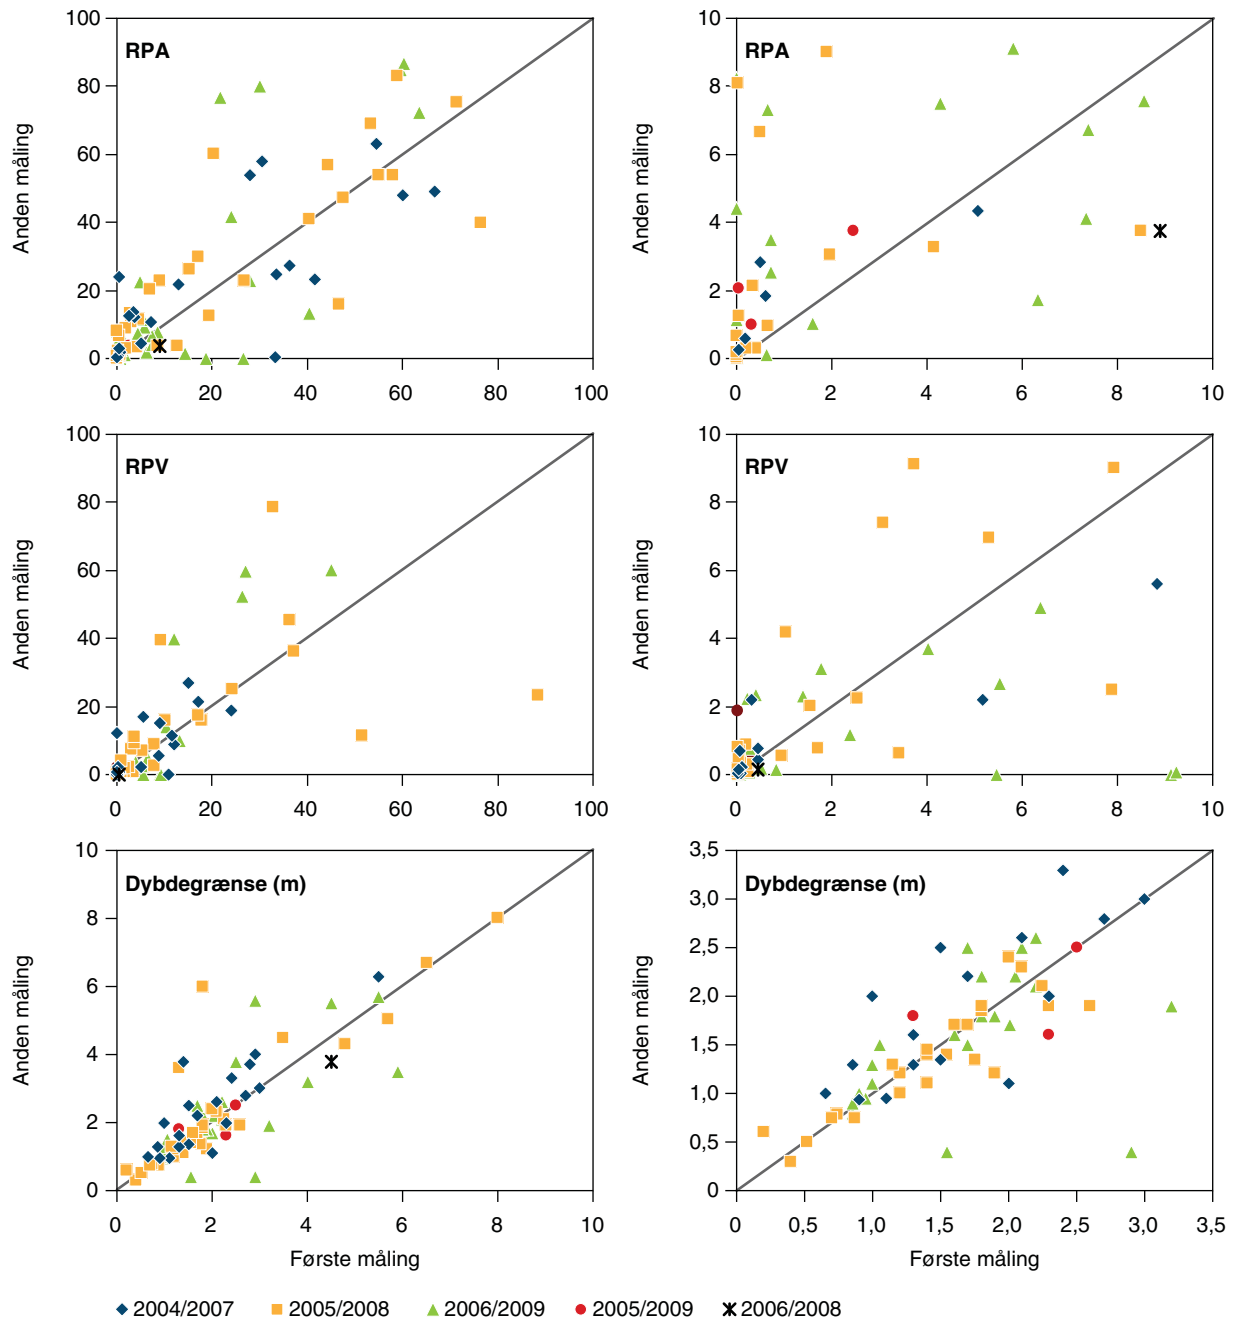 100
80
60
40
20
0
Anden måling
RPA
0 20 40 60 80 100
10
8
6
4
2
0
Anden måling
RPA
0 2 4 6 8 10
100
80
60
40
20
0
Anden måling
RPV
0 20 40 60 80 100
10
8
6
4
2
0
Anden måling
RPV
0 2 4 6 8 10
10
8
6
4
2
0
Anden måling
Dybdegrænse (m)
0 2 4 6 8 10
Første måling
3,5
3,0
2,5
2,0
1,5
1,0
0,5
0
Anden måling
Dybdegrænse (m)
0 0,5 1,0 1,5 2,0 2,5 3,0 3,5
Første måling
2004/2007 2005/2008 2006/2009 2005/2009 2006/2008